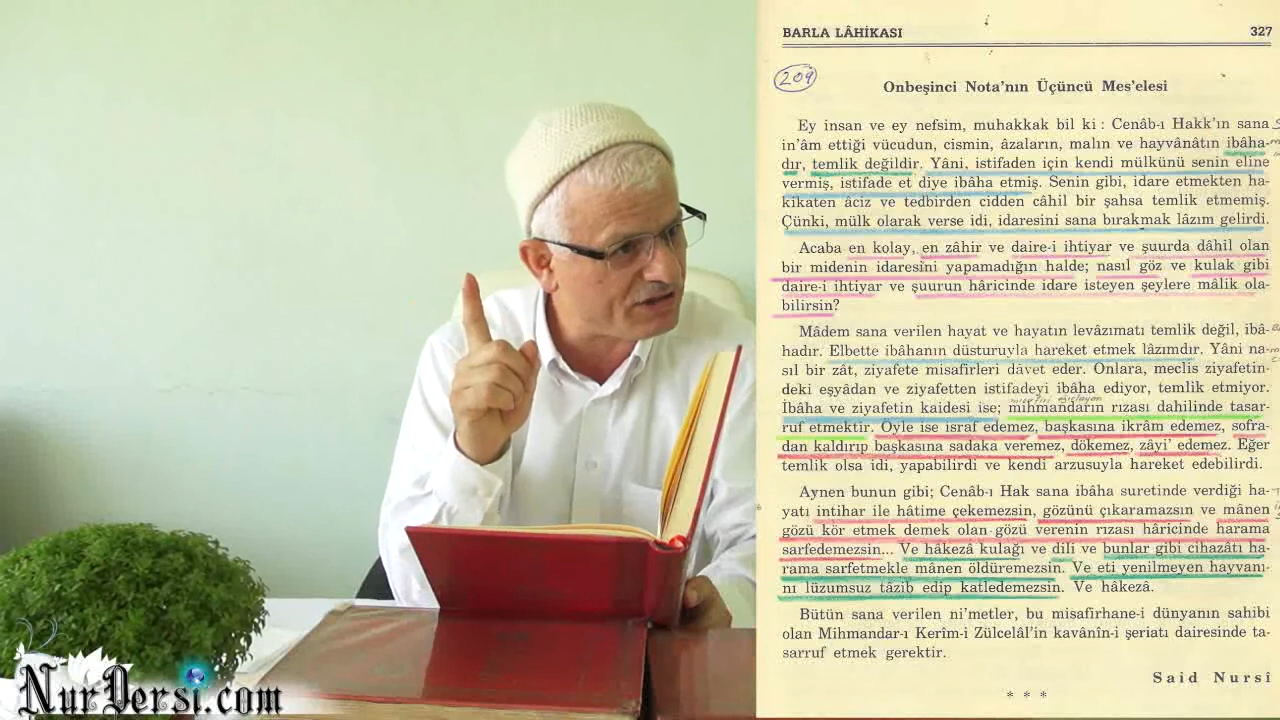 BARLA LÂHİKASI 327
209
Onbeşinci Nota'nın Üçüncü Mes'elesi
Ey insan ve ey nefsim, muhakkak bil ki : Cenâb-ı Hakk'ın sana
in'âm ettiği vücudun, cismin, âzaların, malın ve hayvânâtın ibâha-
dır, temlik değildir. Yâni, istifaden için kendi mülkünü senin eline
vermiş, istifade et diye ibâha etmiş. Senin gibi, idare etmekten ha-
kikaten âciz ve tedbirden cidden câhil bir şahsa temlik etmemiş.
Çünki, mülk olarak verse idi, idaresini sana bırakmak lâzım gelirdi.
Acaba en kolay, en zâhir ve daire-i ihtiyar ve şuurda dâhil olan
bir midenin idaresini yapamadığın halde; nasıl göz ve kulak gibi
daire-i ihtiyar ve şuurun hâricinde idare isteyen şeylere mâlik ola-
bilirsin?
Mâdem sana verilen hayat ve hayatın levâzımatı temlik değil, ibâ-
hadır. Elbette ibâhanın düsturuyla hareket etmek lâzımdır. Yâni na-
sıl bir zât, ziyafete misafirleri dâvet eder. Onlara, meclis ziyafetin-
deki eşyâdan ve ziyafetten istifadeyi ibâha ediyor, temlik etmiyor.
İbâha ve ziyafetin kaidesi ise; mihmandarın rızası dahilinde tasar-
ruf etmektir. Öyle ise israf edemez, başkasına ikrâm edemez, sofra-
dan kaldırıp başkasına sadaka veremez, dökemez, zâyi' edemez. Eğer
temlik olsa idi, yapabilirdi ve kendi arzusuyla hareket edebilirdi.
Aynen bunun gibi; Cenâb-ı Hak sana ibâha suretinde verdiği ha-
yatı intihar ile hâtime çekemezsin, gözünü çıkaramazsın ve mânen
gözü kör etmek demek olan gözü verenin rızası hâricinde harama
sarfedemezsin... Ve hâkezâ kulağı ve dili ve bunlar gibi cihazâtı ha-
rama sarfetmekle mânen öldüremezsin. Ve eti yenilmeyen hayvanı-
nı lüzumsuz tâzib edip katledemezsin. Ve hâkezâ.
Bütün sana verilen ni'metler, bu misafirhane-i dünyanın sahibi
olan Mihmandar-ı Kerîm-i Zülcelâl'in kavânîn-i şeriatı dairesinde ta-
sarruf etmek gerektir.
Said Nursî
* * *
NurDersi.com